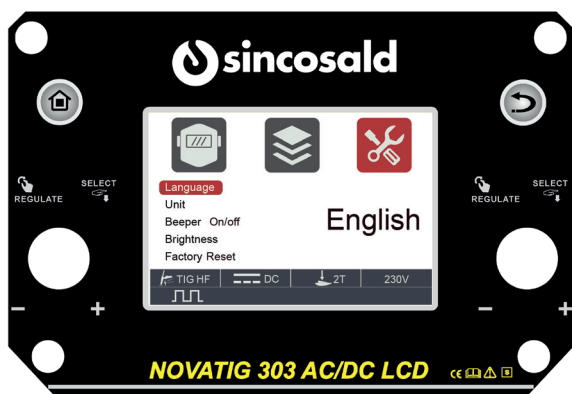 sincosald
REGULATE
SELECT
REGULATE
SELECT
Language
Unit
Beeper On/off
Brightness
Factory Reset
English
TIG HF
DC
2T
230V
- +
- +
NOVATIG 303 AC/DC LCD
CE
S